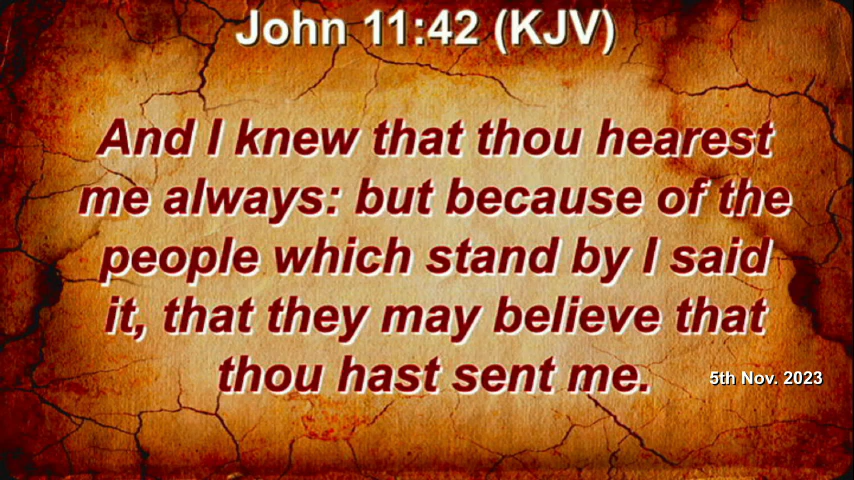 John 11:42 (KJV)
And I knew that thou hearest
me always: but because of the
people which stand by I said
it, that they may believe that
thou hast sent me.
5th Nov. 2023